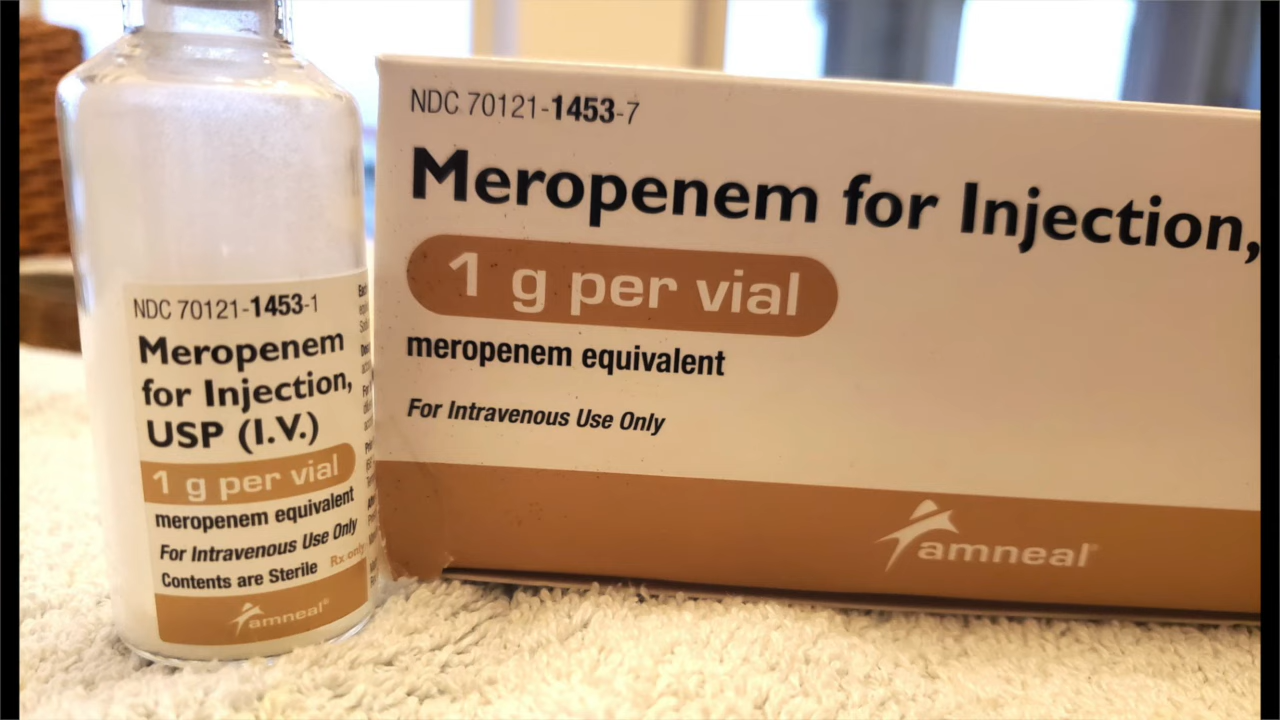 NDC 70121-1453-1
Meropenem
for Injection,
USP (I.V.)
1 g per vial
meropenem equivalent
For Intravenous Use Only
Contents are Sterile Rx only
amneal®
NDC 70121-1453-7
Meropenem for Injection,
1 g per vial
meropenem equivalent
For Intravenous Use Only
amneal®